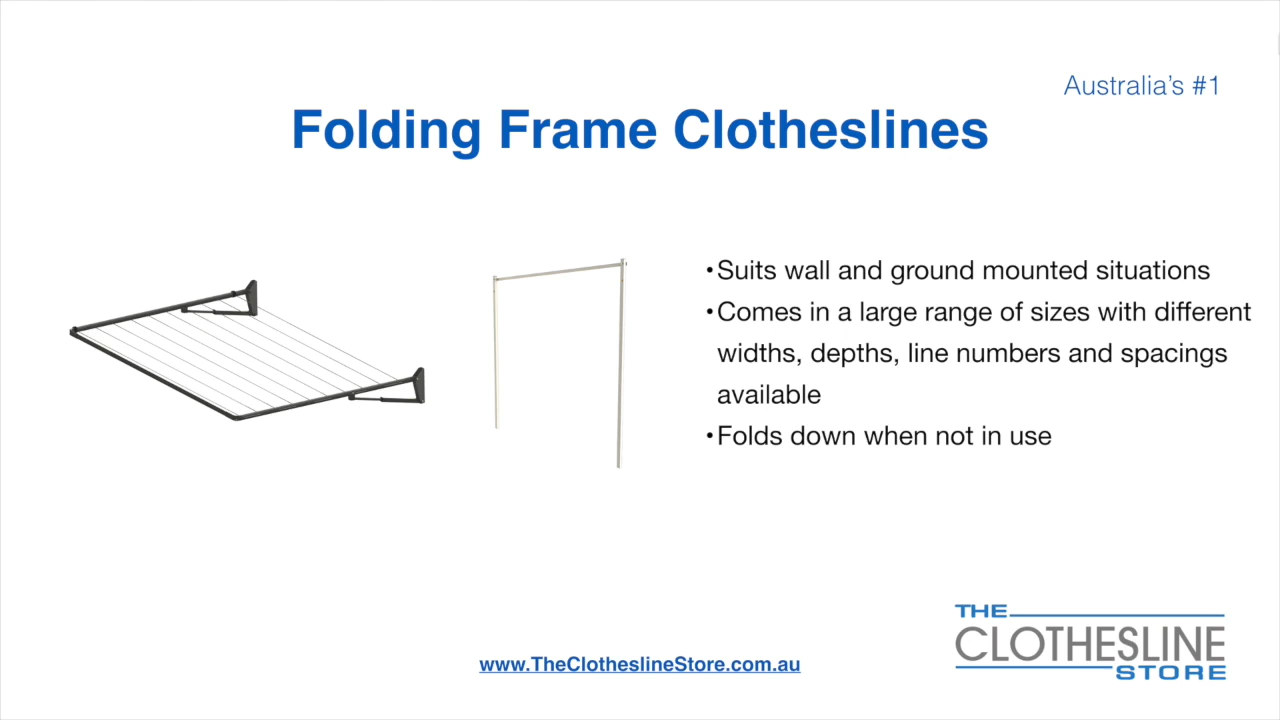 Australia's #1
Folding Frame Clotheslines
•Suits wall and ground mounted situations
•Comes in a large range of sizes with different
widths, depths, line numbers and spacings
available
•Folds down when not in use
THE
CLOTHESLINE
STORE
www.TheClotheslineStore.com.au